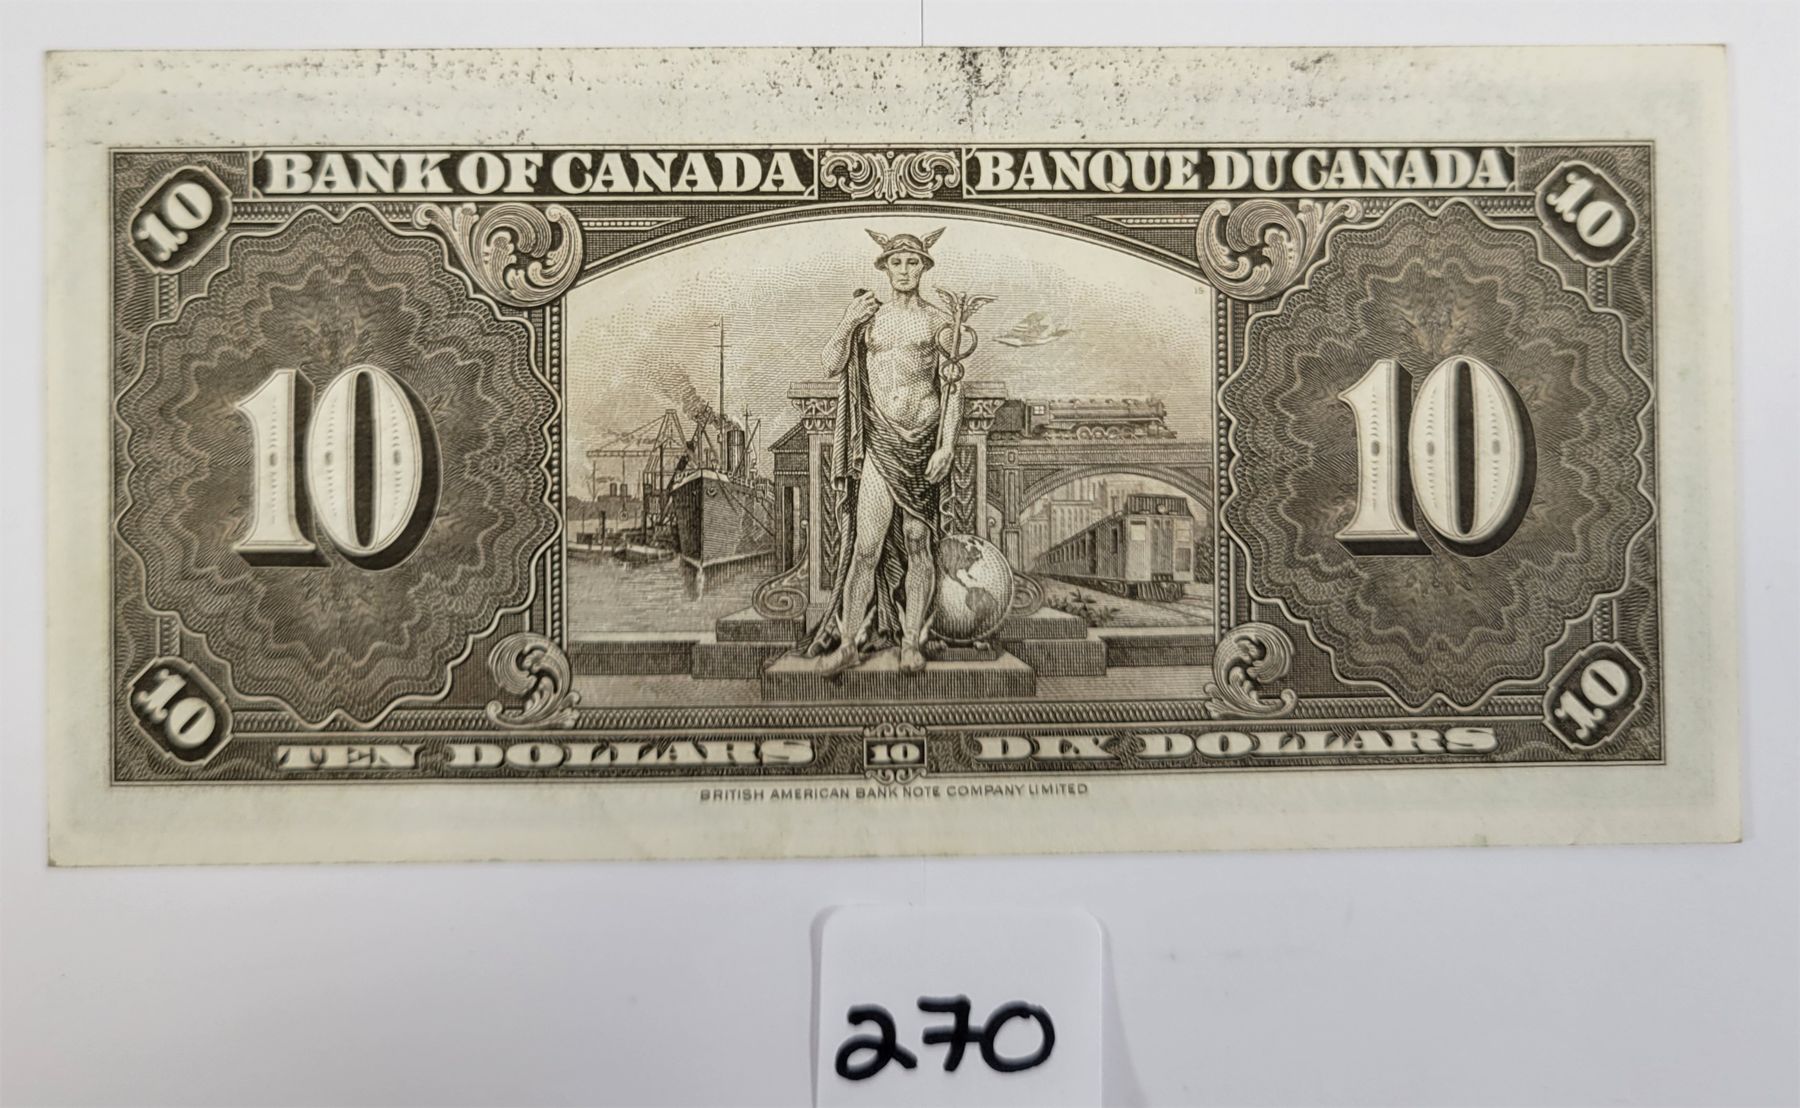 BANK OF CANADA BANQUE DU CANADA
10 10
15
10 10
10 10
TEN DOLLARS 10 DIX DOLLARS
BRITISH AMERICAN BANK NOTE COMPANY LIMITED
270